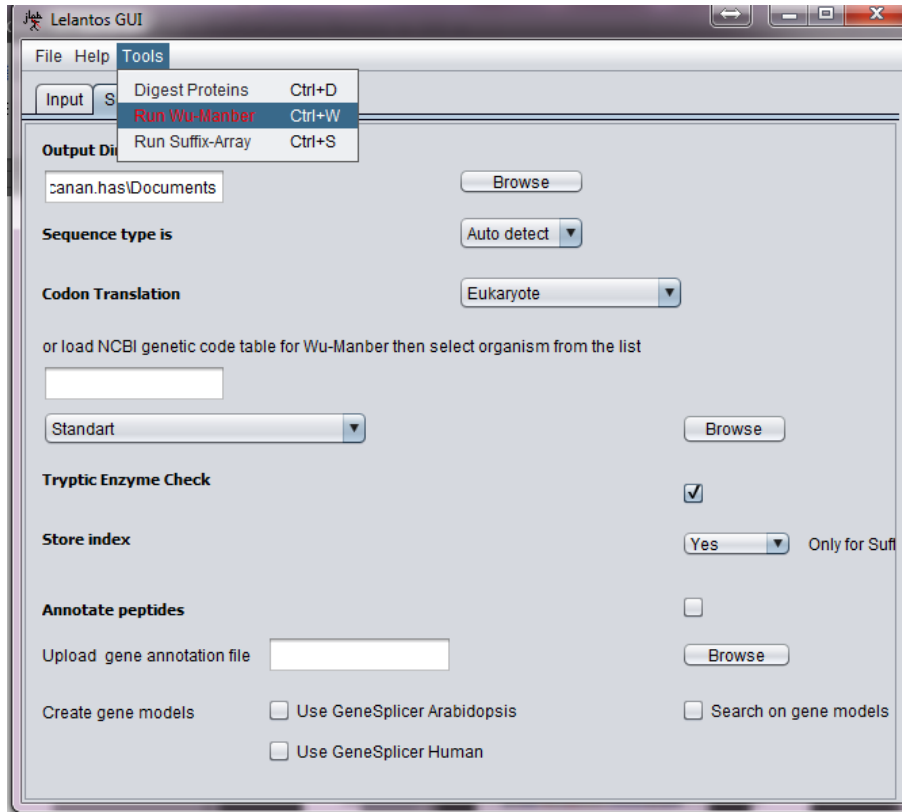 Lelantos GUI
File Help Tools
Input S
Digest Proteins Ctrl+D
Run Wu-Manber Ctrl+W
Run Suffix-Array Ctrl+S
Output Di
canan.has\Documents Browse
Sequence type is Auto detect
Codon Translation Eukaryote
or load NCBI genetic code table for Wu-Manber then select organism from the list
Standart Browse
Tryptic Enzyme Check
Store index Yes Only for Suff
Annotate peptides
Upload gene annotation file Browse
Create gene models Use GeneSplicer Arabidopsis Search on gene models
Use GeneSplicer Human